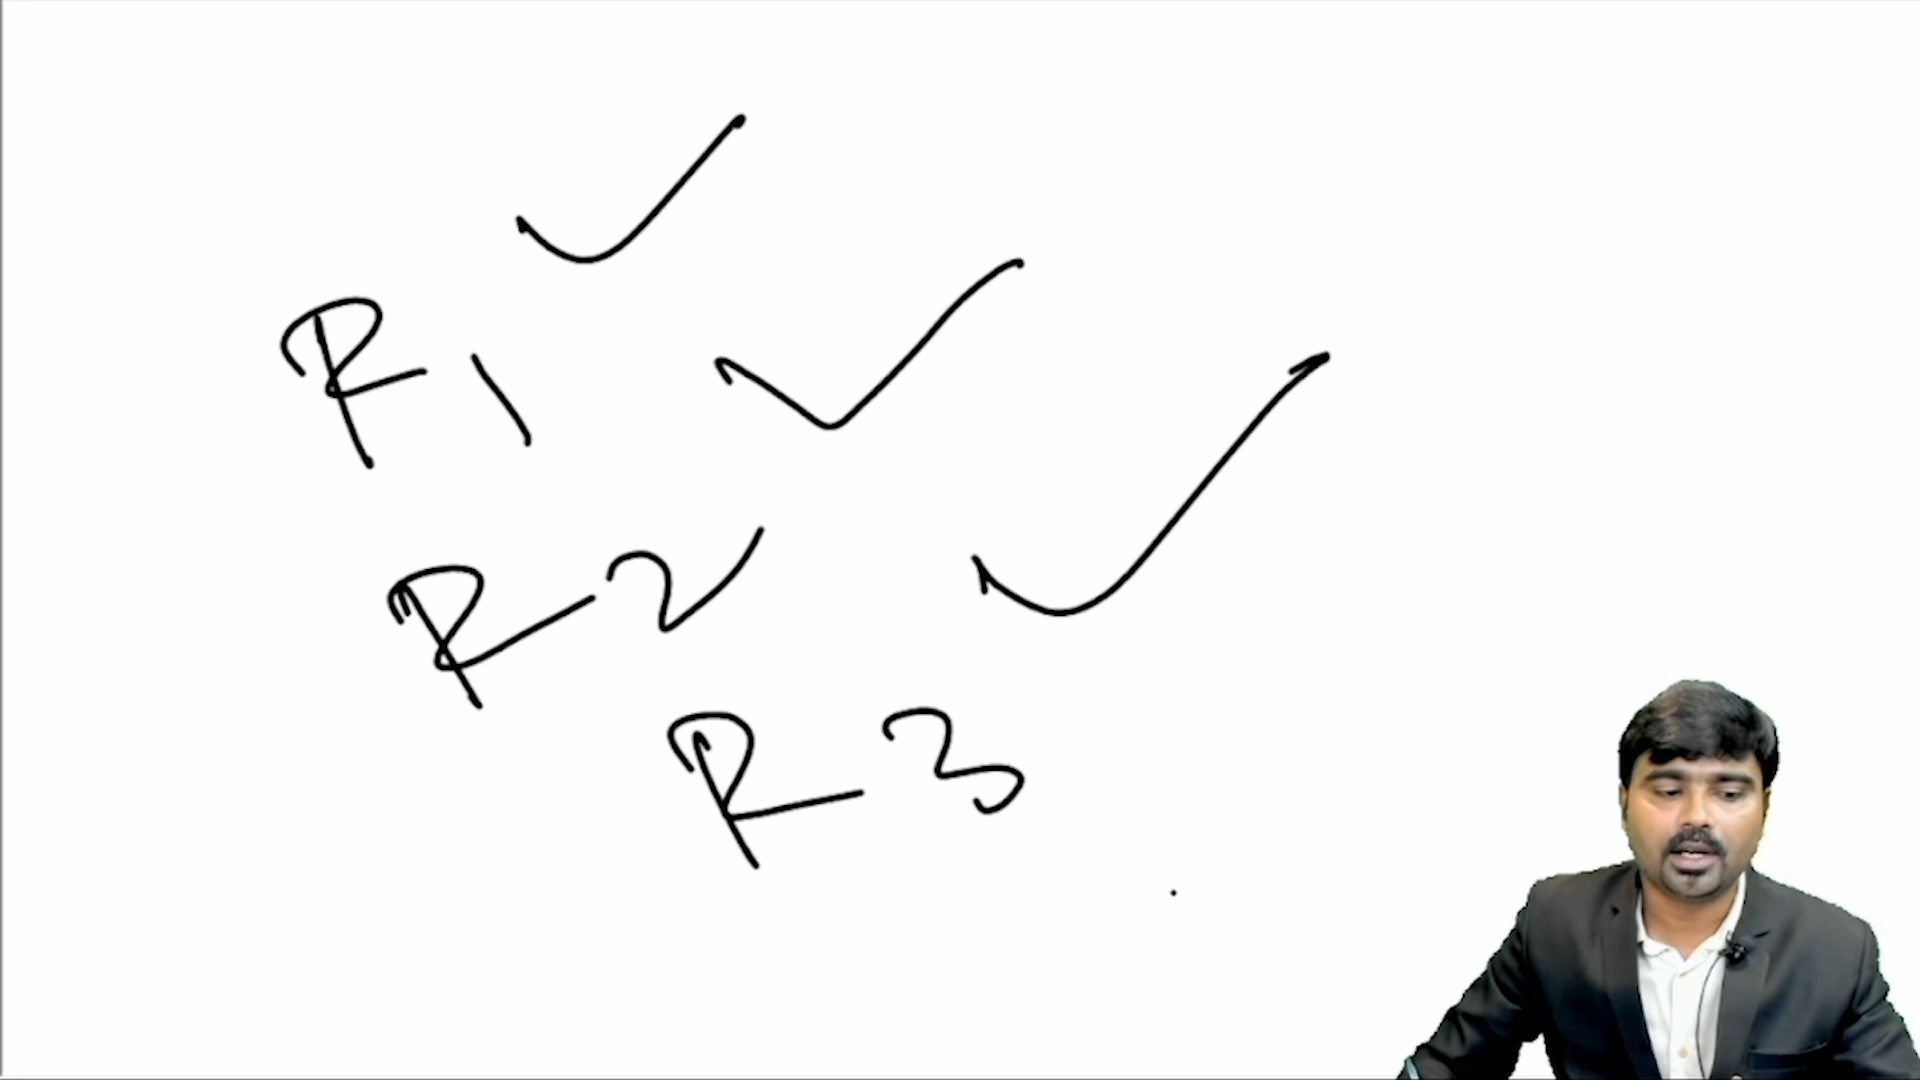 R1 ✓
R2 ✓
R3 ✓